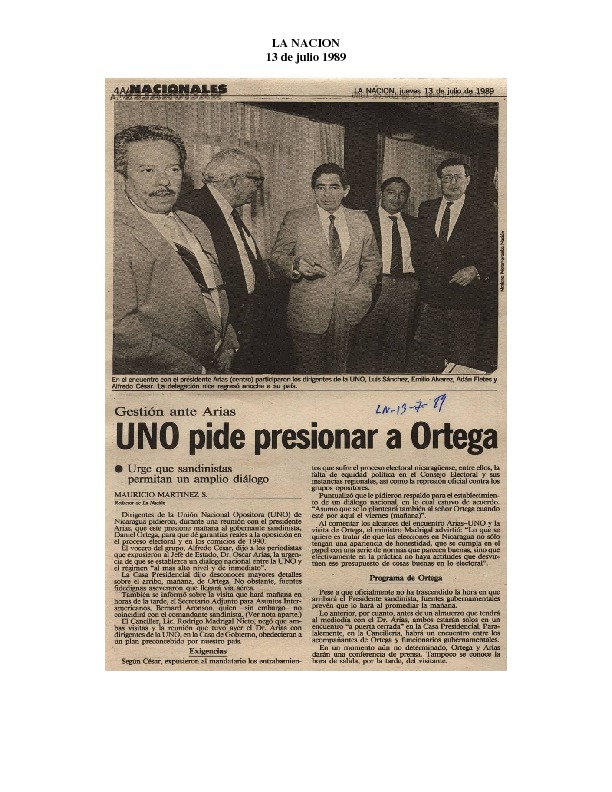 LA NACION
13 de julio 1989
4A/NACIONALES
LA NACION, jueves 13 de julio de 1989
En el encuentro con el presidente Arias (centro) participaron los dirigentes de la UNO, Luis Sánchez, Emilio Alvarez, Adán Fletes y
Alfredo César. La delegación nica regresó anoche a su país.
LN-13-7-89
Gestión ante Arias
UNO pide presionar a Ortega
● Urge que sandinistas
permitan un amplio diálogo
MAURICIO MARTINEZ S.
Redactor de La Nación
Dirigentes de la Unión Nacional Opositora (UNO) de
Nicaragua pidieron, durante una reunión con el presidente
Arias, que este presione mañana al gobernante sandinista,
Daniel Ortega, para que dé garantías reales a la oposición en
el proceso electoral y en los comicios de 1990.
El vocero del grupo, Alfredo César, dijo a los periodistas
que expusieron al Jefe de Estado, Dr. Oscar Arias, la urgen-
cia de que se establezca un diálogo nacional entre la UNO y
el régimen "al más alto nivel y de inmediato".
La Casa Presidencial dijo desconocer mayores detalles
sobre el arribo, mañana, de Ortega. No obstante, fuentes
fidedignas aseveraron que llegará vía aérea.
También se informó sobre la visita que hará mañana en
horas de la tarde, el Secretario Adjunto para Asuntos Inter-
americanos, Bernard Aronson, quien —sin embargo— no
coincidirá con el comandante sandinista. (Ver nota aparte.)
El Canciller, Lic. Rodrigo Madrigal Nieto, negó que am-
bas visitas y la reunión que tuvo ayer el Dr. Arias con
dirigentes de la UNO, en la Casa de Gobierno, obedecieran a
un plan preconcebido por meses.
Exigencias
Según César, expusieron al mandatario los entrabamien-
tos que sufre el proceso electoral nicaragüense, entre ellos, la
falta de equidad política en el Consejo Electoral y sus
instancias regionales, así como la represión oficial contra los
grupos opositores.
Puntualizó que le pidieron respaldo para el establecimien-
to de un diálogo nacional, en lo cual estuvo de acuerdo.
"Asumo que se lo planteará también al señor Ortega cuando
esté por aquí el viernes (mañana)".
Al comentar los alcances del encuentro Arias-UNO y la
visita de Ortega, el ministro Madrigal advirtió: "Lo que se
quiere es tratar de que las elecciones en Nicaragua no sólo
tengan una apariencia de honestidad, que se cumpla en el
papel con una serie de normas que parecen buenas, sino que
efectivamente en la práctica no haya actitudes que desvir-
túen ese presupuesto de cosas buenas en lo electoral".
Programa de Ortega
Pese a que oficialmente no ha trascendido la hora en que
arribará el Presidente sandinista, fuentes gubernamentales
prevén que lo hará al promediar la mañana.
Lo anterior, por cuanto, antes de un almuerzo que tendrá
al mediodía con el Dr. Arias, ambos estarán solos en un
encuentro "a puerta cerrada" en la Casa Presidencial. Para-
lelamente, en la Cancillería, habrá un encuentro entre los
acompañantes de Ortega y funcionarios gubernamentales.
En un momento aún no determinado, Ortega y Arias
darán una conferencia de prensa. Tampoco se conoce la
hora de salida, por la tarde, del visitante.